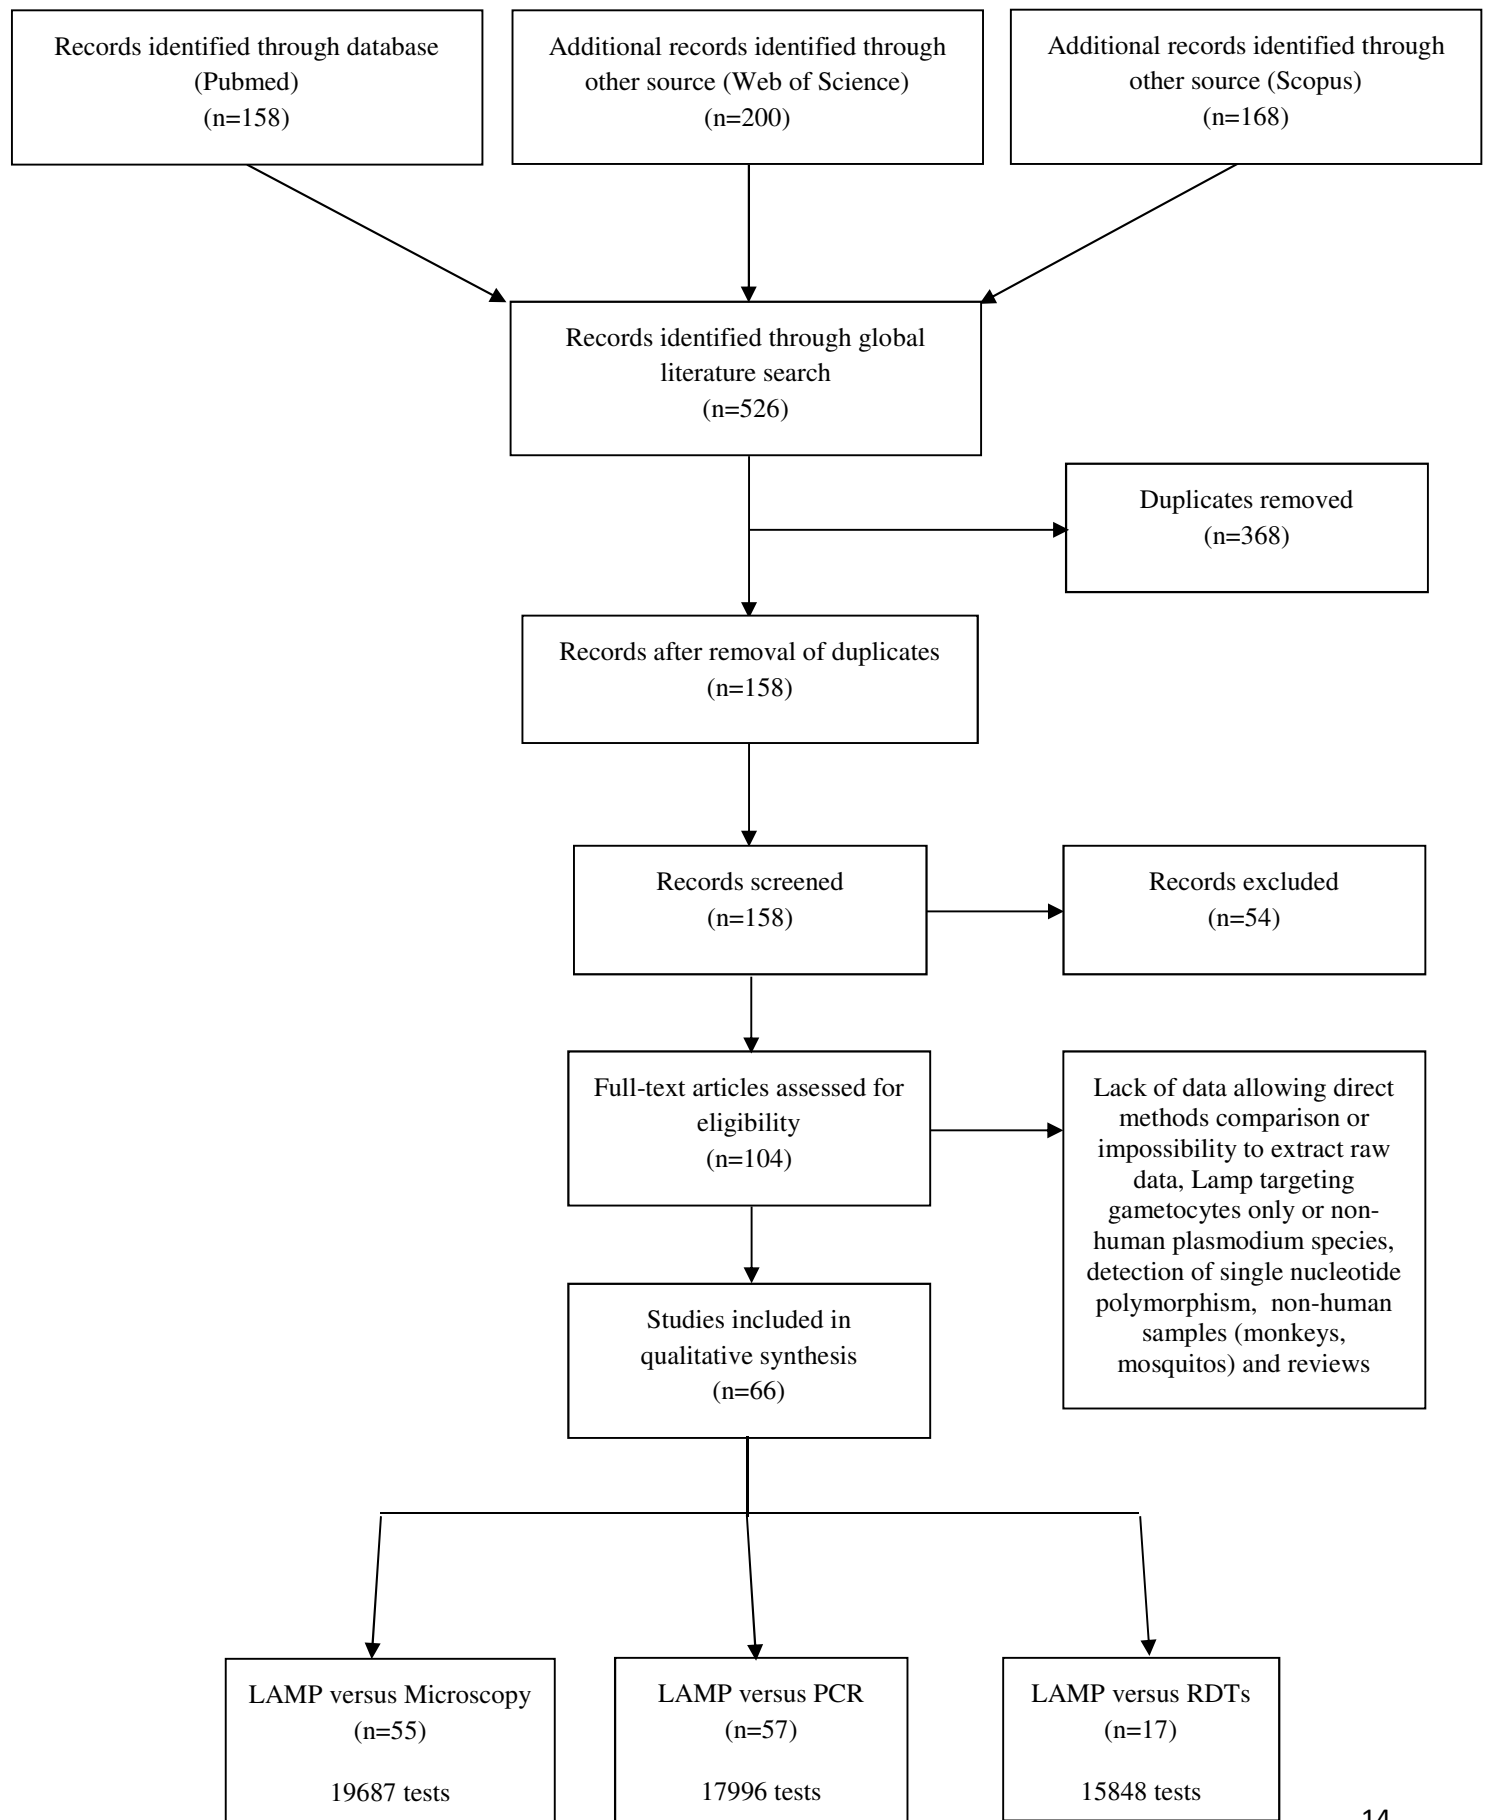 Records identified through database
(Pubmed)
(n=158)
Additional records identified through
other source (Web of Science)
(n=200)
Additional records identified through
other source (Scopus)
(n=168)
Records identified through global
literature search
(n=526)
Duplicates removed
(n=368)
Records after removal of duplicates
(n=158)
Records screened
(n=158)
Records excluded
(n=54)
Full-text articles assessed for
eligibility
(n=104)
Lack of data allowing direct
methods comparison or
impossibility to extract raw
data, Lamp targeting
gametocytes only or non-
human plasmodium species,
detection of single nucleotide
polymorphism,  non-human
samples (monkeys,
mosquitos) and reviews
Studies included in
qualitative synthesis
(n=66)
LAMP versus Microscopy
(n=55)
19687 tests
LAMP versus PCR
(n=57)
17996 tests
LAMP versus RDTs
(n=17)
15848 tests
14